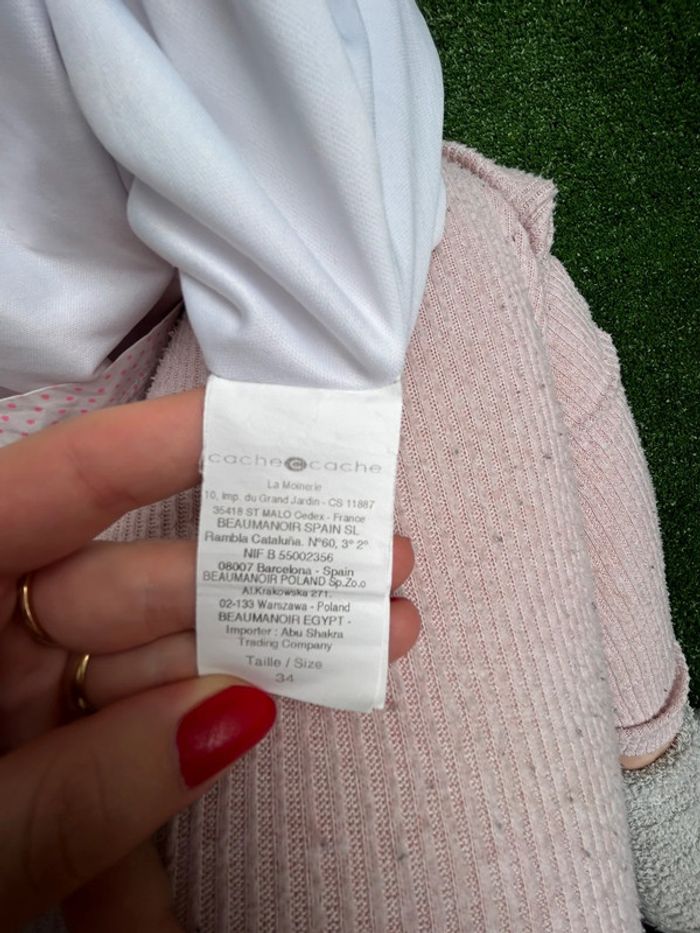 cache c cache
La Moinerie
10, Imp. du Grand Jardin - CS 11887
35418 ST MALO Cedex - France
BEAUMANOIR SPAIN SL
Rambla Cataluña. Nº60, 3º 2º
NIF B 55002356
08007 Barcelona - Spain
BEAUMANOIR POLAND Sp.Zo.o
Al.Krakowska 271.
02-133 Warszawa - Poland
BEAUMANOIR EGYPT -
Importer : Abu Shakra
Trading Company
Taille / Size
34